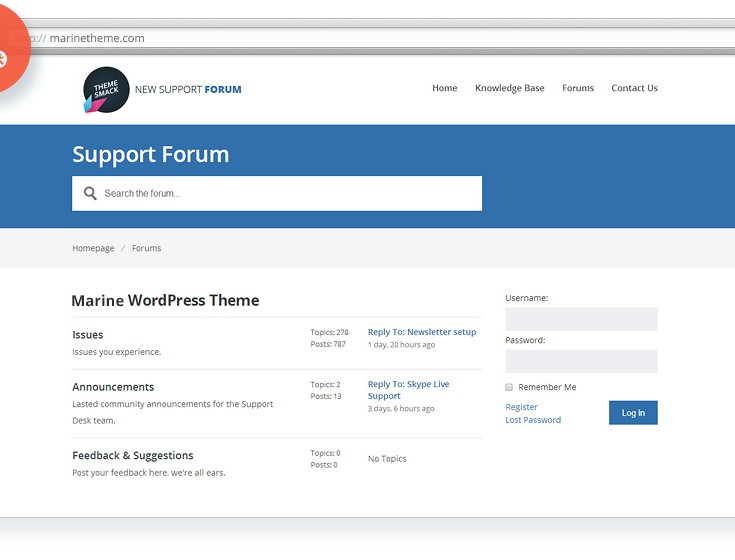 http:// marinetheme.com
THEME
SMACK
NEW SUPPORT FORUM
Home
Knowledge Base
Forums
Contact Us
Support Forum
Search the forum...
Homepage / Forums
Marine WordPress Theme
Issues
Issues you experience.
Topics: 278
Posts: 787
Reply To: Newsletter setup
1 day, 20 hours ago
Announcements
Lasted community announcements for the Support
Desk team.
Topics: 2
Posts: 13
Reply To: Skype Live
Support
3 days, 6 hours ago
Feedback & Suggestions
Post your feedback here, we're all ears.
Topics: 0
Posts: 0
No Topics
Username:
Password:
Remember Me
Register
Lost Password
Log In